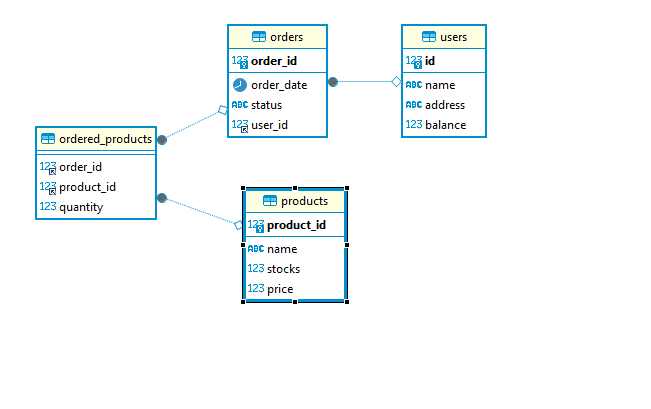 orders
123 order_id
order_date
ABC status
123 user_id
users
123 id
ABC name
ABC address
123 balance
ordered_products
123 order_id
123 product_id
123 quantity
products
123 product_id
ABC name
123 stocks
123 price